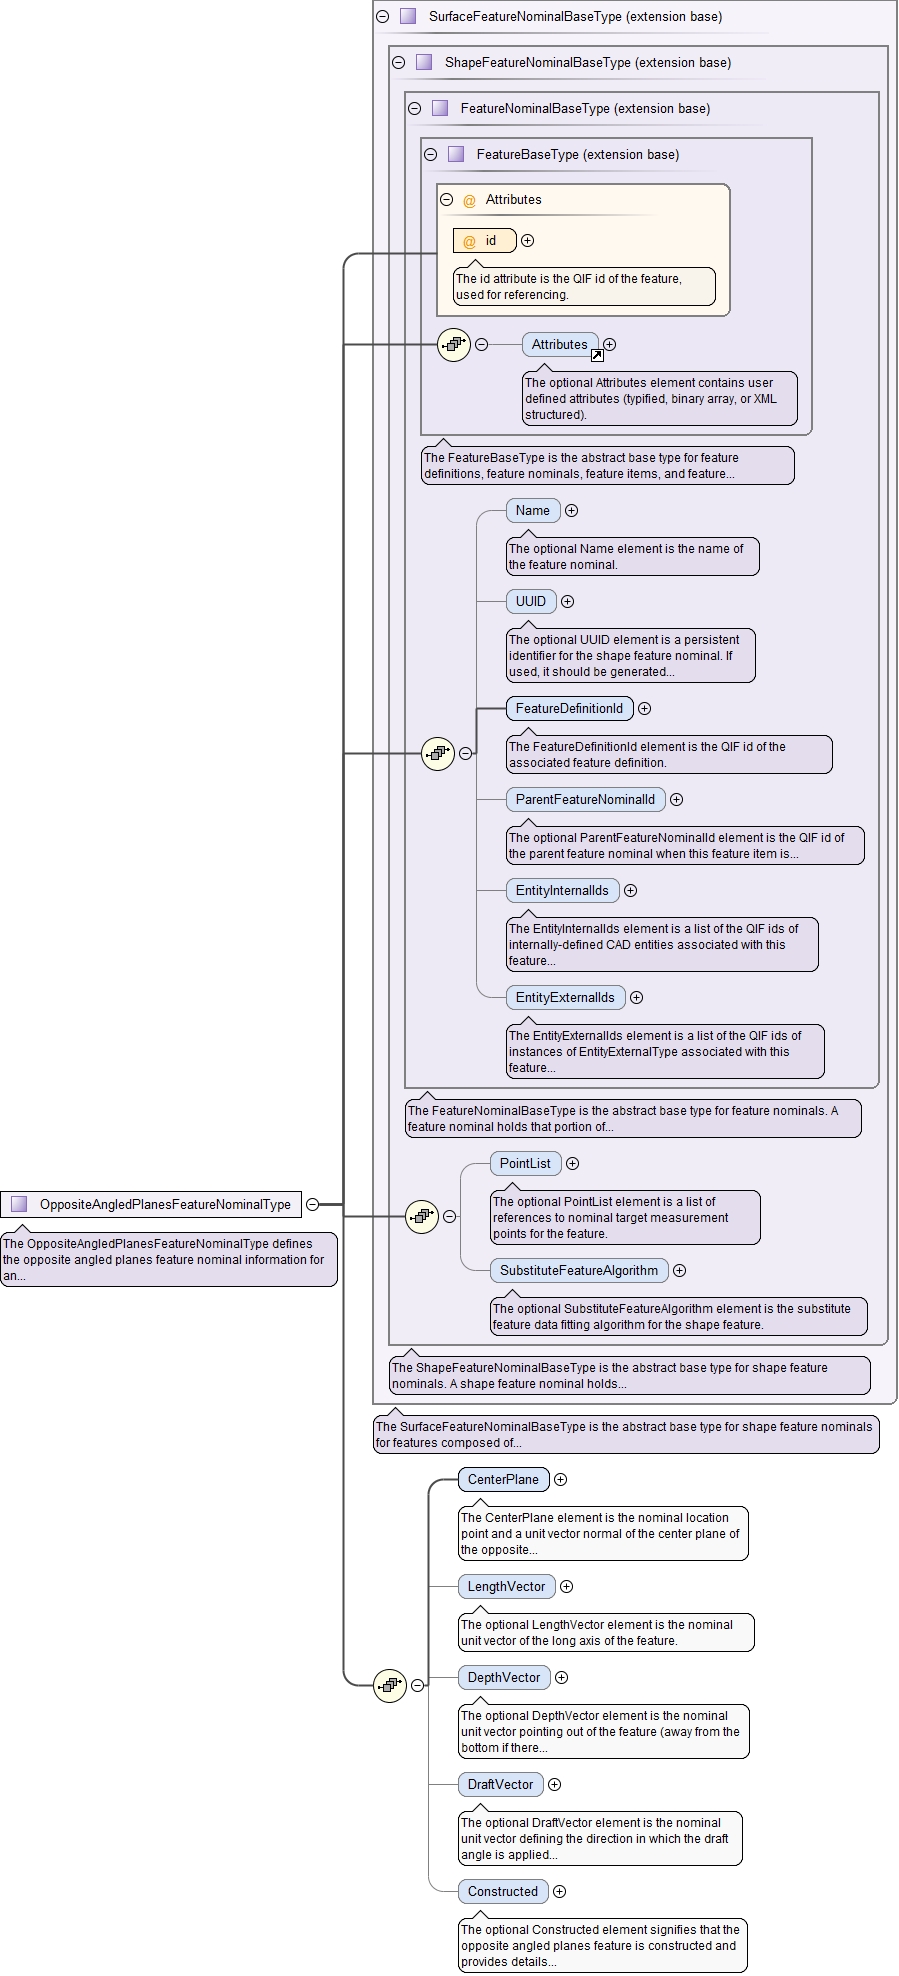 SurfaceFeatureNominalBaseType (extension base)
ShapeFeatureNominalBaseType (extension base)
FeatureNominalBaseType (extension base)
FeatureBaseType (extension base)
@ Attributes
@ id
The id attribute is the QIF id of the feature,
used for referencing.
Attributes
The optional Attributes element contains user
defined attributes (typified, binary array, or XML
structured).
The FeatureBaseType is the abstract base type for feature
definitions, feature nominals, feature items, and feature...
Name
The optional Name element is the name of
the feature nominal.
UUID
The optional UUID element is a persistent
identifier for the shape feature nominal. If
used, it should be generated...
FeatureDefinitionId
The FeatureDefinitionId element is the QIF id of the
associated feature definition.
ParentFeatureNominalId
The optional ParentFeatureNominalId element is the QIF id of
the parent feature nominal when this feature item is...
EntityInternalIds
The EntityInternalIds element is a list of the QIF ids of
internally-defined CAD entities associated with this
feature...
EntityExternalIds
The EntityExternalIds element is a list of the QIF ids of
instances of EntityExternalType associated with this
feature...
The FeatureNominalBaseType is the abstract base type for feature nominals. A
feature nominal holds that portion of...
PointList
The optional PointList element is a list of
references to nominal target measurement
points for the feature.
OppositeAngledPlanesFeatureNominalType
The OppositeAngledPlanesFeatureNominalType defines
the opposite angled planes feature nominal information for
an...
SubstituteFeatureAlgorithm
The optional SubstituteFeatureAlgorithm element is the substitute
feature data fitting algorithm for the shape feature.
The ShapeFeatureNominalBaseType is the abstract base type for shape feature
nominals. A shape feature nominal holds...
The SurfaceFeatureNominalBaseType is the abstract base type for shape feature nominals
for features composed of...
CenterPlane
The CenterPlane element is the nominal location
point and a unit vector normal of the center plane of
the opposite...
LengthVector
The optional LengthVector element is the nominal
unit vector of the long axis of the feature.
DepthVector
The optional DepthVector element is the nominal
unit vector pointing out of the feature (away from the
bottom if there...
DraftVector
The optional DraftVector element is the nominal
unit vector defining the direction in which the draft
angle is applied...
Constructed
The optional Constructed element signifies that the
opposite angled planes feature is constructed and
provides details...